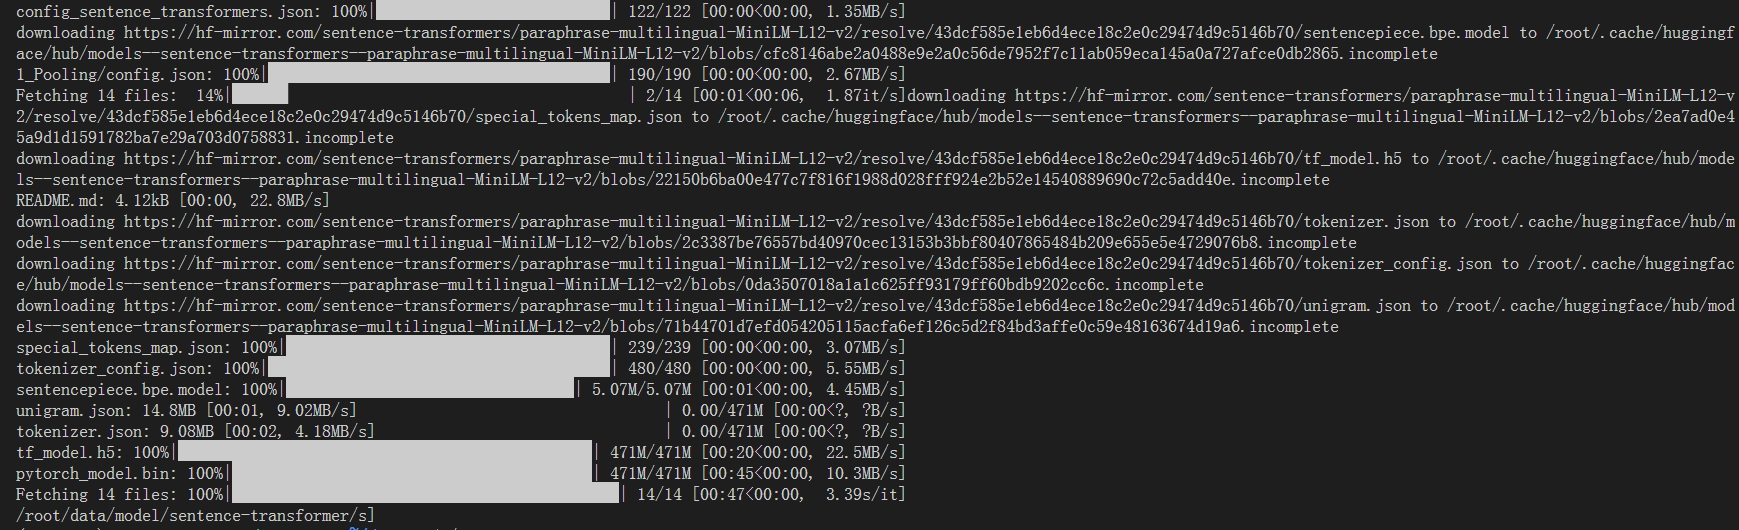 config_sentence_transformers.json: 100%| | 122/122 [00:00<00:00, 1.35MB/s]
downloading https://hf-mirror.com/sentence-transformers/paraphrase-multilingual-MiniLM-L12-v2/resolve/43dcf585e1eb6d4ece18c2e0c29474d9c5146b70/sentencepiece.bpe.model to /root/.cache/huggingf
ace/hub/models--sentence-transformers--paraphrase-multilingual-MiniLM-L12-v2/blobs/cfc8146abe2a0488e9e2a0c56de7952f7c11ab059eca145a0a727afce0db2865.incomplete
1_Pooling/config.json: 100%| | 190/190 [00:00<00:00, 2.67MB/s]
Fetching 14 files:  14%| | 2/14 [00:01<00:06,  1.87it/s]downloading https://hf-mirror.com/sentence-transformers/paraphrase-multilingual-MiniLM-L12-v
2/resolve/43dcf585e1eb6d4ece18c2e0c29474d9c5146b70/special_tokens_map.json to /root/.cache/huggingface/hub/models--sentence-transformers--paraphrase-multilingual-MiniLM-L12-v2/blobs/2ea7ad0e4
5a9d1d1591782ba7e29a703d0758831.incomplete
downloading https://hf-mirror.com/sentence-transformers/paraphrase-multilingual-MiniLM-L12-v2/resolve/43dcf585e1eb6d4ece18c2e0c29474d9c5146b70/tf_model.h5 to /root/.cache/huggingface/hub/mode
ls--sentence-transformers--paraphrase-multilingual-MiniLM-L12-v2/blobs/22150b6ba00e477c7f816f1988d028fff924e2b52e14540889690c72c5add40e.incomplete
README.md: 4.12kB [00:00, 22.8MB/s]
downloading https://hf-mirror.com/sentence-transformers/paraphrase-multilingual-MiniLM-L12-v2/resolve/43dcf585e1eb6d4ece18c2e0c29474d9c5146b70/tokenizer.json to /root/.cache/huggingface/hub/m
odels--sentence-transformers--paraphrase-multilingual-MiniLM-L12-v2/blobs/2c3387be76557bd40970cec13153b3bbf80407865484b209e655e5e4729076b8.incomplete
downloading https://hf-mirror.com/sentence-transformers/paraphrase-multilingual-MiniLM-L12-v2/resolve/43dcf585e1eb6d4ece18c2e0c29474d9c5146b70/tokenizer_config.json to /root/.cache/huggingfac
e/hub/models--sentence-transformers--paraphrase-multilingual-MiniLM-L12-v2/blobs/0da3507018a1a1c625ff93179ff60bdb9202cc6c.incomplete
downloading https://hf-mirror.com/sentence-transformers/paraphrase-multilingual-MiniLM-L12-v2/resolve/43dcf585e1eb6d4ece18c2e0c29474d9c5146b70/unigram.json to /root/.cache/huggingface/hub/mod
els--sentence-transformers--paraphrase-multilingual-MiniLM-L12-v2/blobs/71b44701d7efd054205115acfa6ef126c5d2f84bd3affe0c59e48163674d19a6.incomplete
special_tokens_map.json: 100%| | 239/239 [00:00<00:00, 3.07MB/s]
tokenizer_config.json: 100%| | 480/480 [00:00<00:00, 5.55MB/s]
sentencepiece.bpe.model: 100%| | 5.07M/5.07M [00:01<00:00, 4.45MB/s]
unigram.json: 14.8MB [00:01, 9.02MB/s] | 0.00/471M [00:00<?, ?B/s]
tokenizer.json: 9.08MB [00:02, 4.18MB/s] | 0.00/471M [00:00<?, ?B/s]
tf_model.h5: 100%| | 471M/471M [00:20<00:00, 22.5MB/s]
pytorch_model.bin: 100%| | 471M/471M [00:45<00:00, 10.3MB/s]
Fetching 14 files: 100%| | 14/14 [00:47<00:00,  3.39s/it]
/root/data/model/sentence-transformer/s]